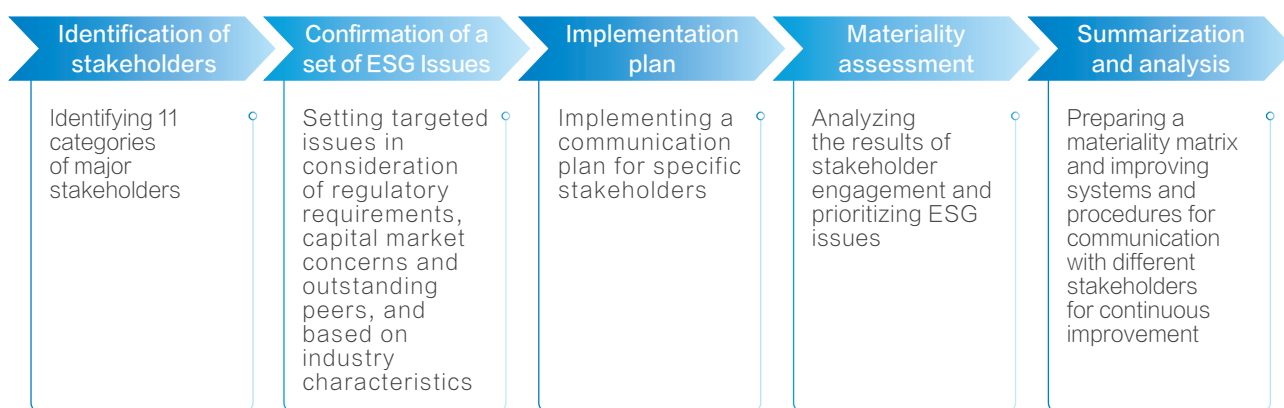 Identification of
stakeholders
Identifying 11
categories
of major
stakeholders
Confirmation of a
set of ESG Issues
Setting targeted
issues in
consideration
of regulatory
requirements,
capital market
concerns and
outstanding
peers, and
based on
industry
characteristics
Implementation
plan
Implementing a
communication
plan for specific
stakeholders
Materiality
assessment
Analyzing
the results of
stakeholder
engagement and
prioritizing ESG
issues
Summarization
and analysis
Preparing a
materiality matrix
and improving
systems and
procedures for
communication
with different
stakeholders
for continuous
improvement